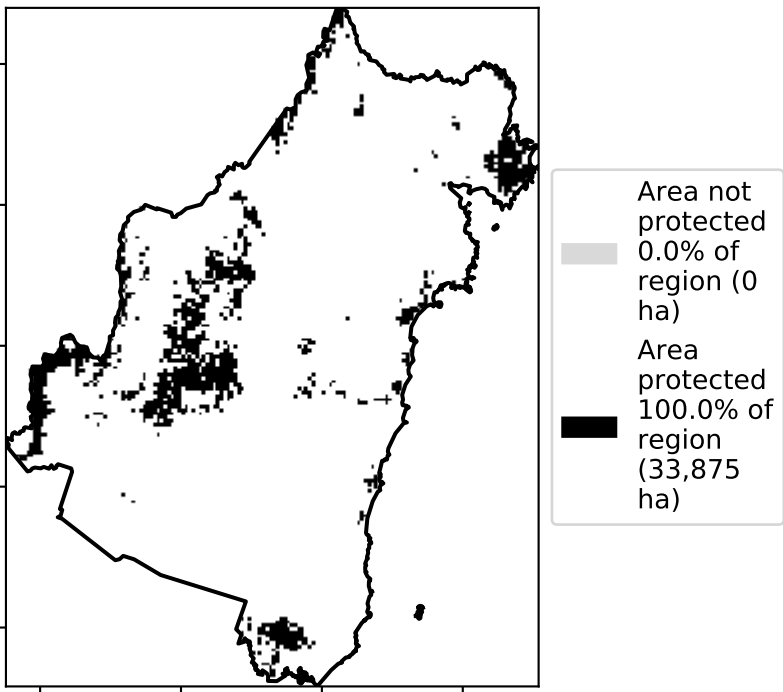 Area not
protected
0.0% of
region (0
ha)
Area
protected
100.0% of
region
(33,875
ha)